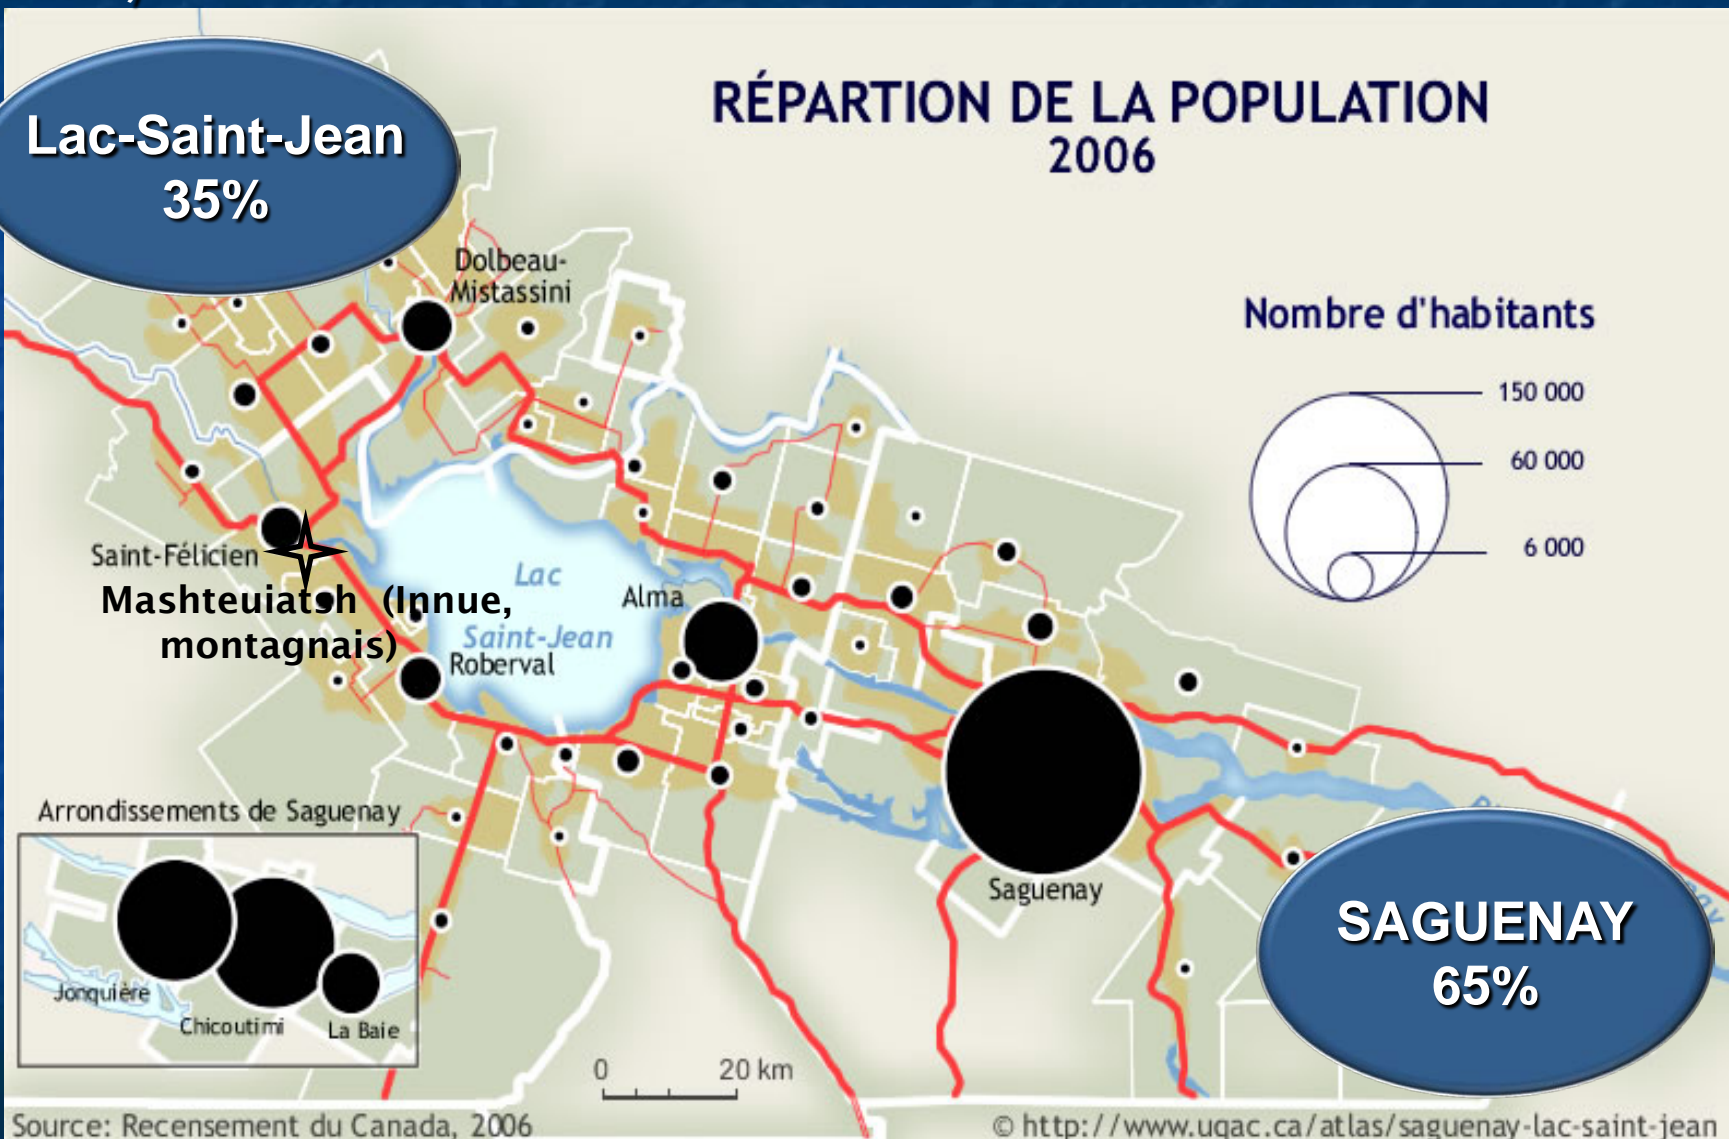 RÉPARTION DE LA POPULATION
2006
Lac-Saint-Jean
35%
Dolbeau-
Mistassini
Nombre d'habitants
150 000
60 000
6 000
Saint-Félicien
Mashteuiatsh (Innue,
montagnais)
Lac
Saint-Jean
Alma
Roberval
Saguenay
Arrondissements de Saguenay
Jonquière
Chicoutimi
La Baie
SAGUENAY
65%
0 20 km
Source: Recensement du Canada, 2006
© http://www.uqac.ca/atlas/saguenay-lac-saint-jean